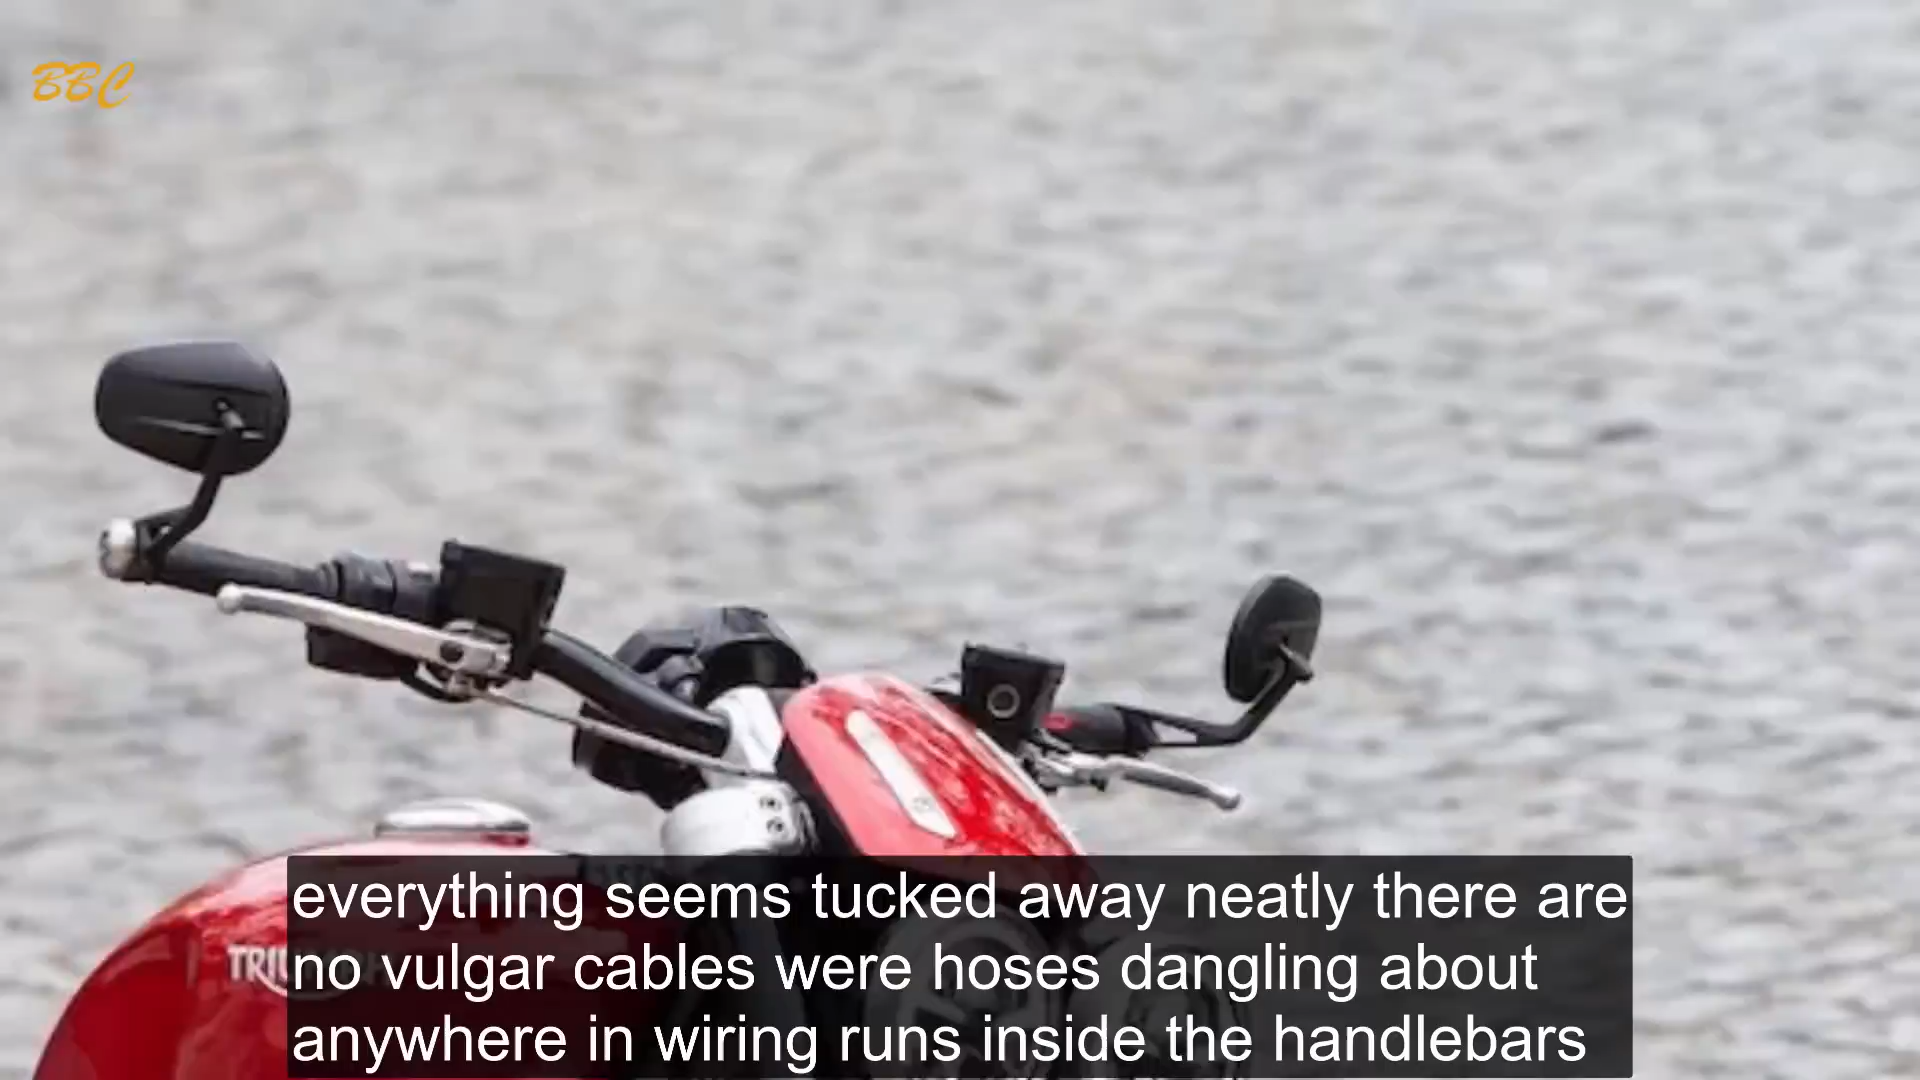 BBC
everything seems tucked away neatly there are
no vulgar cables were hoses dangling about
anywhere in wiring runs inside the handlebars